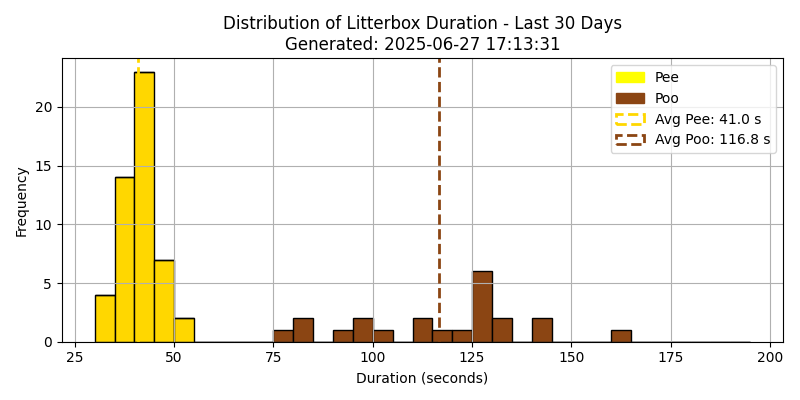 Distribution of Litterbox Duration - Last 30 Days
Generated: 2025-06-27 17:13:31
Pee
Poo
Avg Pee: 41.0 s
Avg Poo: 116.8 s
Frequency
20
15
10
5
0
25 50 75 100 125 150 175 200
Duration (seconds)